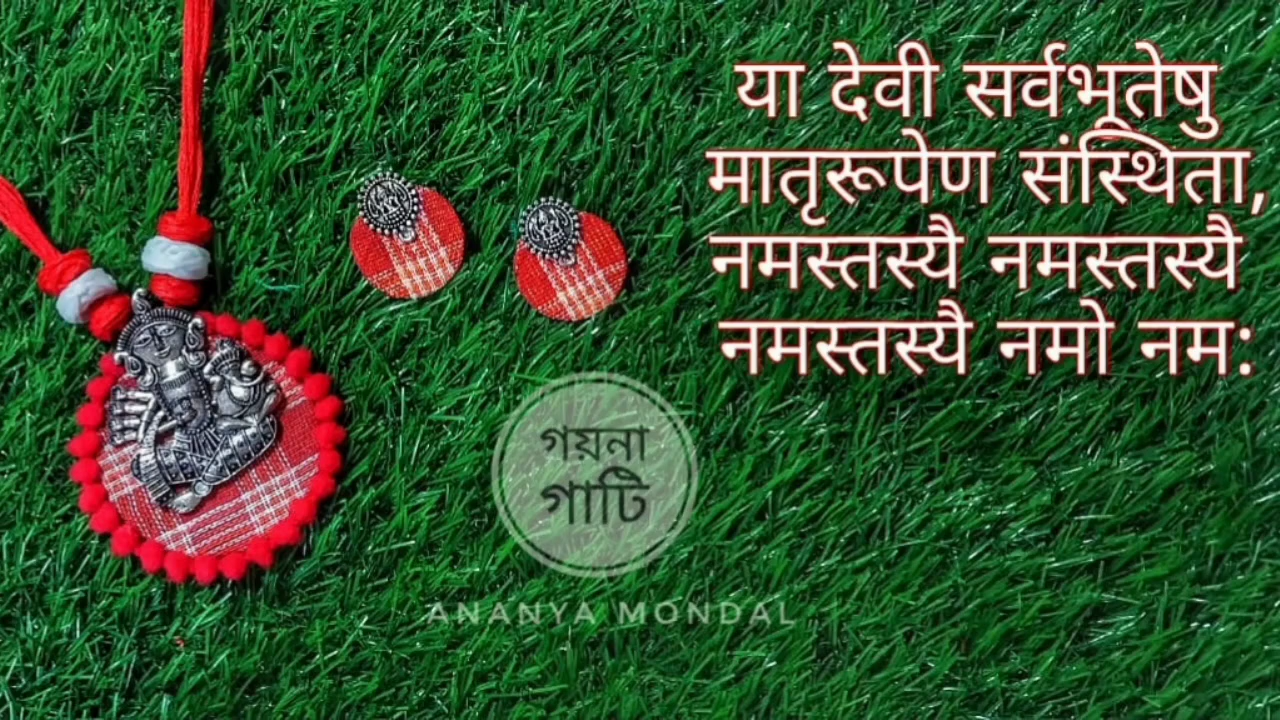 या देवी सर्वभूतेषु
मातृरूपेण संस्थिता,
नमस्तस्यै नमस्तस्यै
नमस्तस्यै नमो नम:
গয়না
গাটি
ANANYA MONDAL